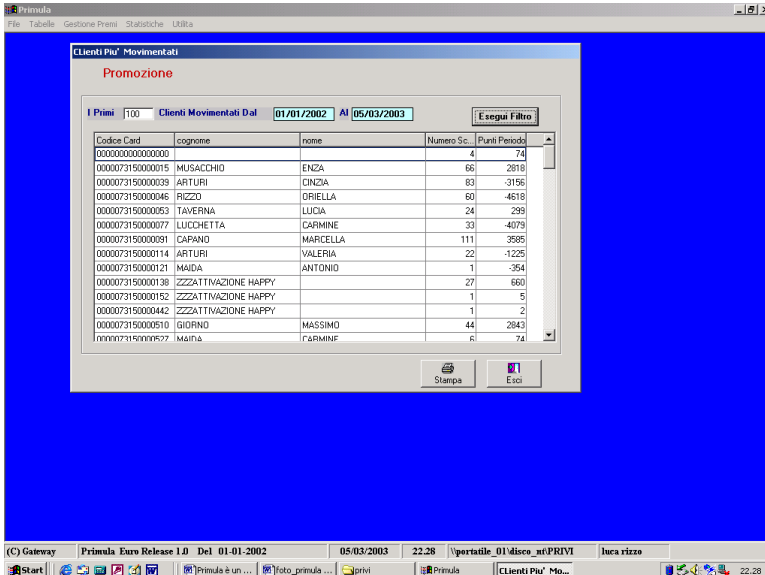 Primula
File Tabelle Gestione Premi Statistiche Utilita
CLienti Piu' Movimentati
Promozione
I Primi 100 Clienti Movimentati Dal 01/01/2002 Al 05/03/2003 Esegui Filtro
Codice Card cognome nome Numero Sc... Punti Periodo
0000000000000000 4 74
0000073150000015 MUSACCHIO ENZA 66 2818
0000073150000039 ARTURI CINZIA 83 -3156
0000073150000046 RIZZO ORIELLA 60 -4618
0000073150000053 TAVERNA LUCIA 24 299
0000073150000077 LUCCHETTA CARMINE 33 -4079
0000073150000091 CAPANO MARCELLA 111 3585
0000073150000114 ARTURI VALERIA 22 -1225
0000073150000121 MAIDA ANTONIO 1 -354
0000073150000138 ZZZATTIVAZIONE HAPPY 27 660
0000073150000152 ZZZATTIVAZIONE HAPPY 1 5
0000073150000442 ZZZATTIVAZIONE HAPPY 1 2
0000073150000510 GIORNO MASSIMO 44 2843
0000073150000527 MAIDA CARMINE 6 74
Stampa Esci
(C) Gateway Primula Euro Release 1.0 Del 01-01-2002 05/03/2003 22.28 \\portatile_01\disco_nt\PRIVI luca rizzo
Start Primula è un ... foto_primula ... privi Primula CLienti Piu' Mo... 22.28